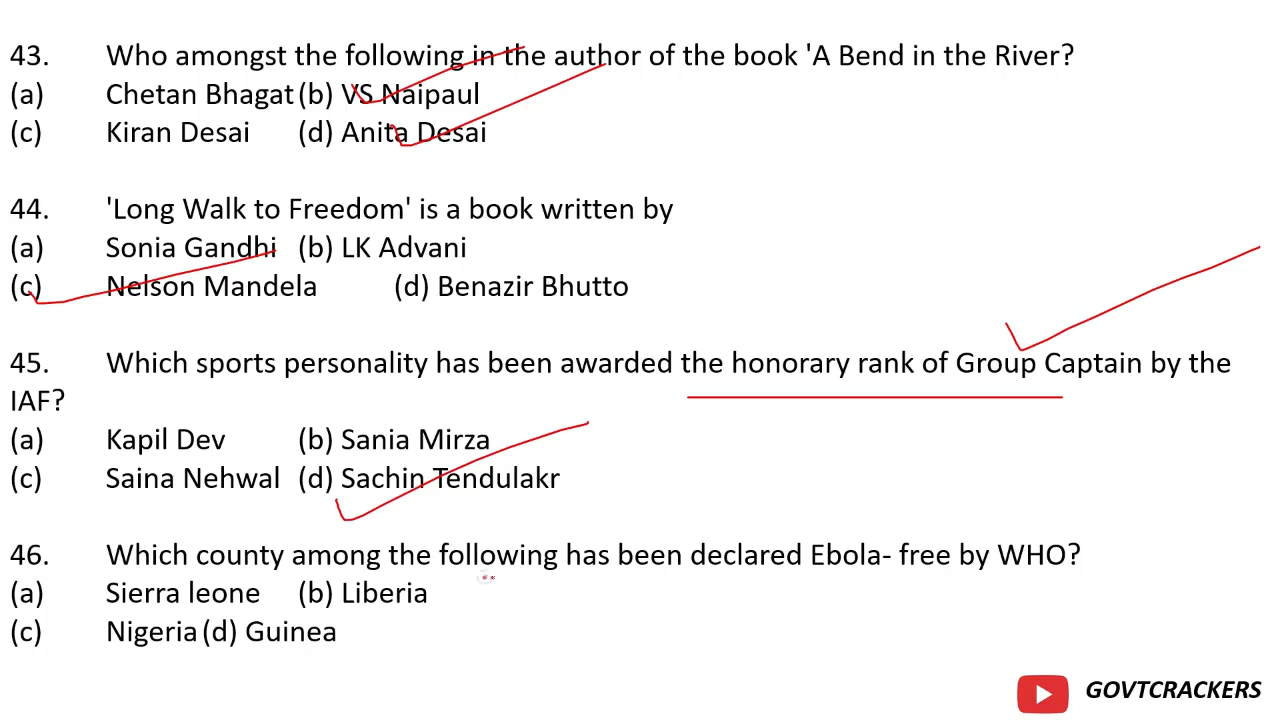 43. Who amongst the following in the author of the book 'A Bend in the River?
(a) Chetan Bhagat (b) VS Naipaul
(c) Kiran Desai (d) Anita Desai
44. 'Long Walk to Freedom' is a book written by
(a) Sonia Gandhi (b) LK Advani
(c) Nelson Mandela (d) Benazir Bhutto
45. Which sports personality has been awarded the honorary rank of Group Captain by the
IAF?
(a) Kapil Dev (b) Sania Mirza
(c) Saina Nehwal (d) Sachin Tendulakr
46. Which county among the following has been declared Ebola- free by WHO?
(a) Sierra leone (b) Liberia
(c) Nigeria (d) Guinea
GOVTCRACKERS